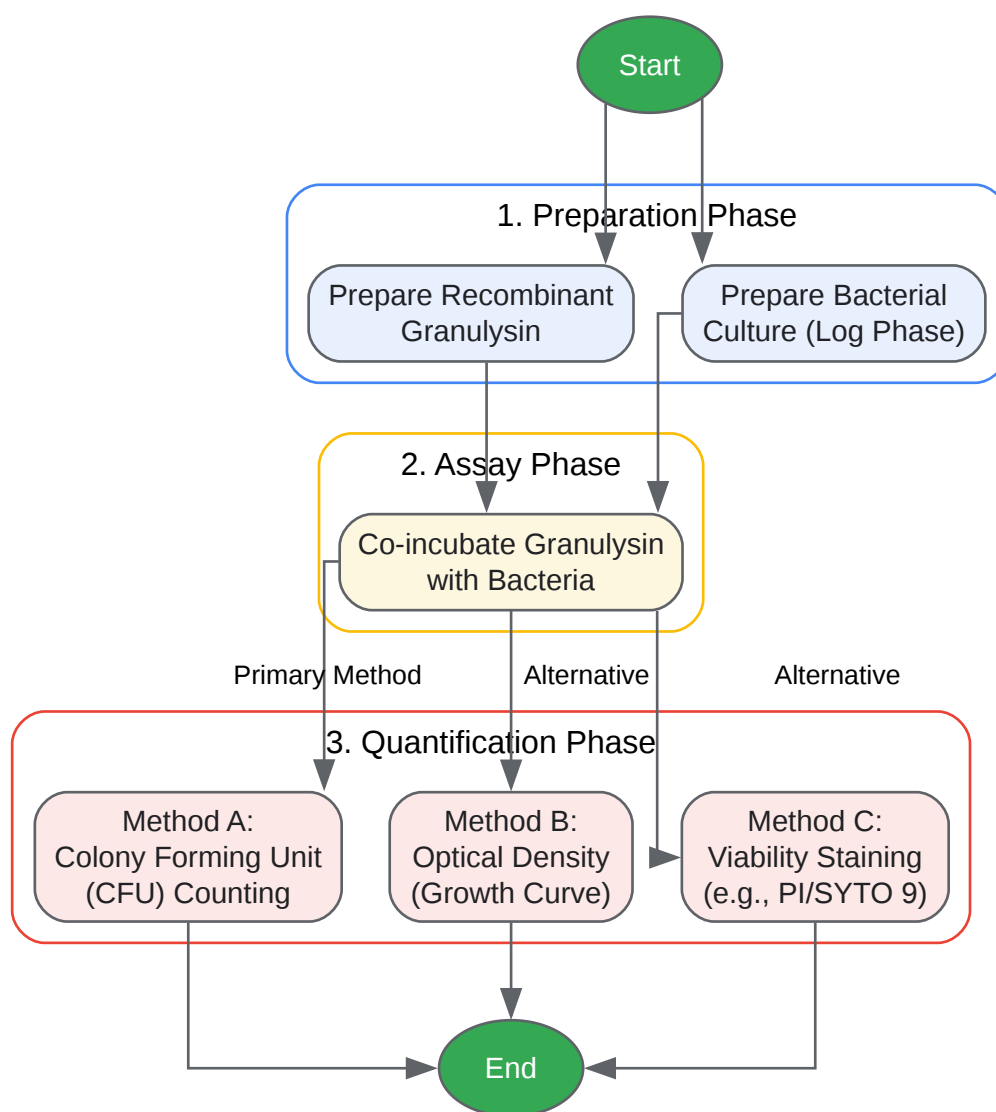 Start
1. Preparation Phase
Prepare Recombinant
Granulysin
Prepare Bacterial
Culture (Log Phase)
2. Assay Phase
Co-incubate Granulysin
with Bacteria
Primary Method
Alternative
Alternative
3. Quantification Phase
Method A:
Colony Forming Unit
(CFU) Counting
Method B:
Optical Density
(Growth Curve)
Method C:
Viability Staining
(e.g., PI/SYTO 9)
End